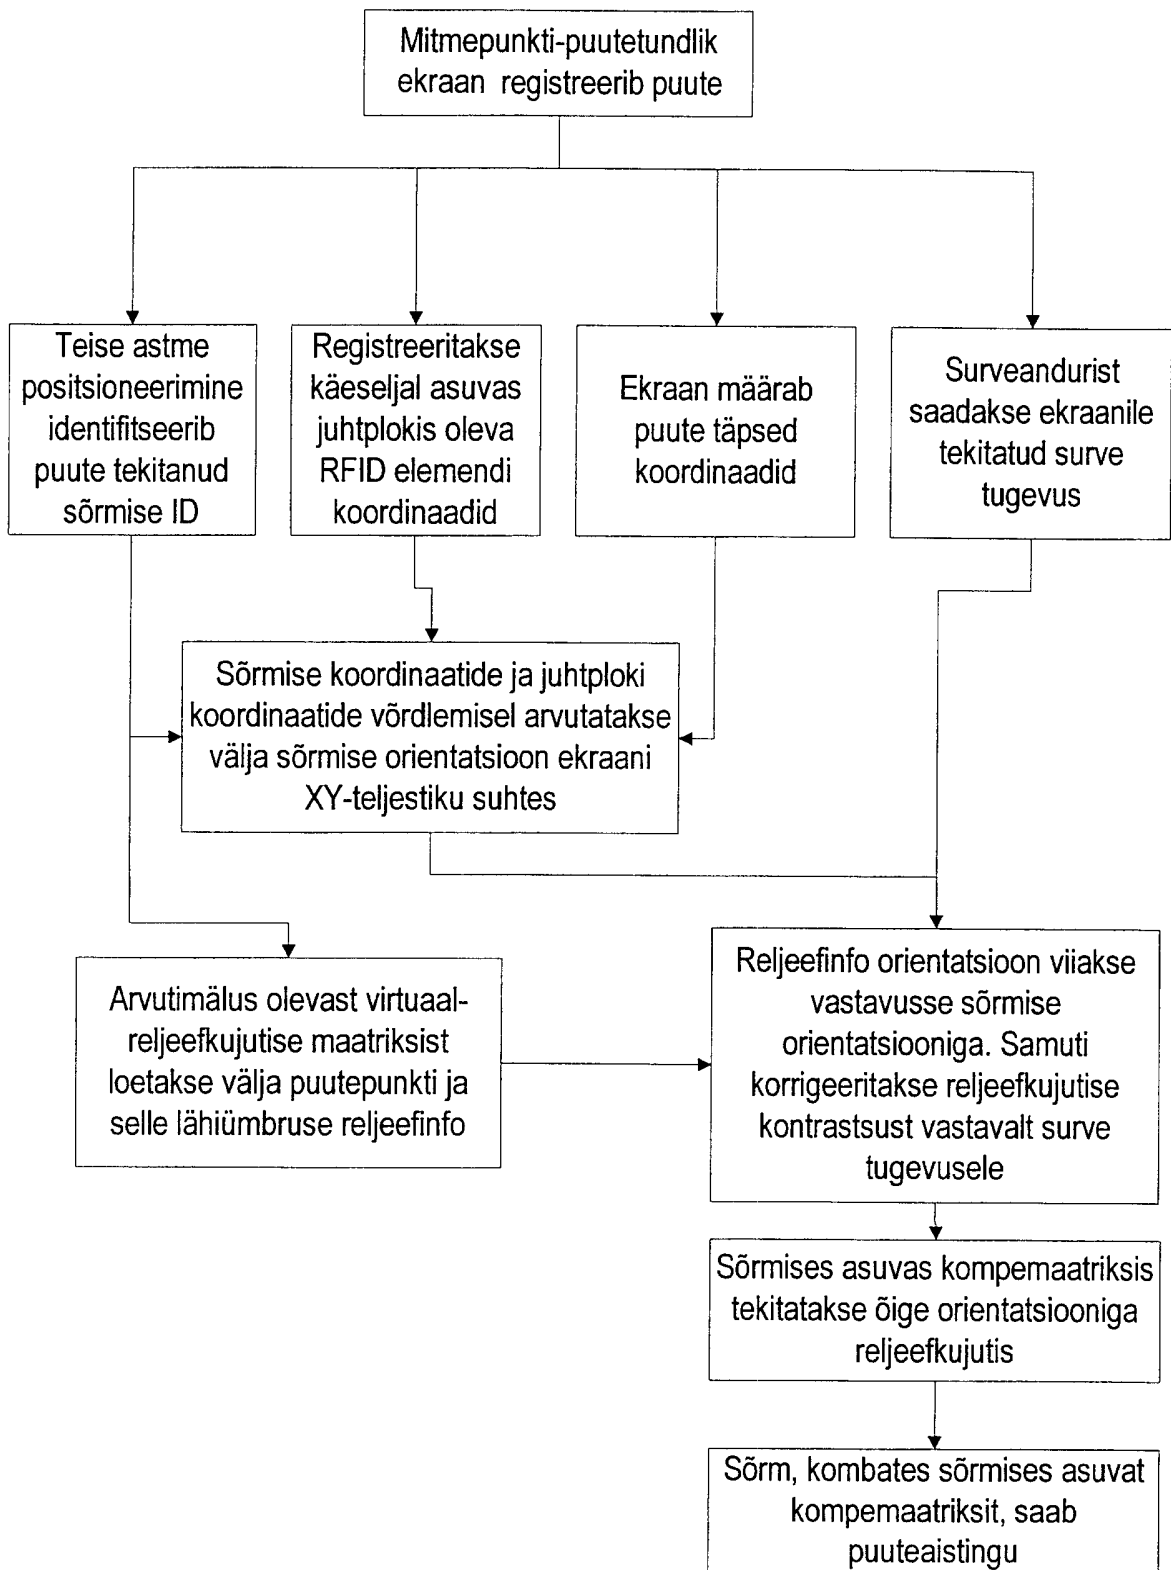 Mitmepunkti-puutetundlik
ekraan registreerib puute
Teise astme
positsioneerimine
identifitseerib
puute tekitanud
sõrmise ID
Registreeritakse
käeseljal asuvas
juhtplokis oleva
RFID elemendi
koordinaadid
Ekraan määrab
puute täpsed
koordinaadid
Surveandurist
saadakse ekraanile
tekitatud surve
tugevus
Sõrmise koordinaatide ja juhtploki
koordinaatide võrdlemisel arvutatakse
välja sõrmise orientatsioon ekraani
XY-teljestiku suhtes
Arvutimälus olevast virtuaal-
reljeefkujutise maatriksist
loetakse välja puutepunkti ja
selle lähiümbruse reljeefinfo
Reljeefinfo orientatsioon viiakse
vastavusse sõrmise
orientatsiooniga. Samuti
korrigeeritakse reljeefkujutise
kontrastsust vastavalt surve
tugevusele
Sõrmises asuvas kompemaatriksis
tekitatakse õige orientatsiooniga
reljeefkujutis
Sõrm, kombates sõrmises asuvat
kompemaatriksit, saab
puuteaistingu